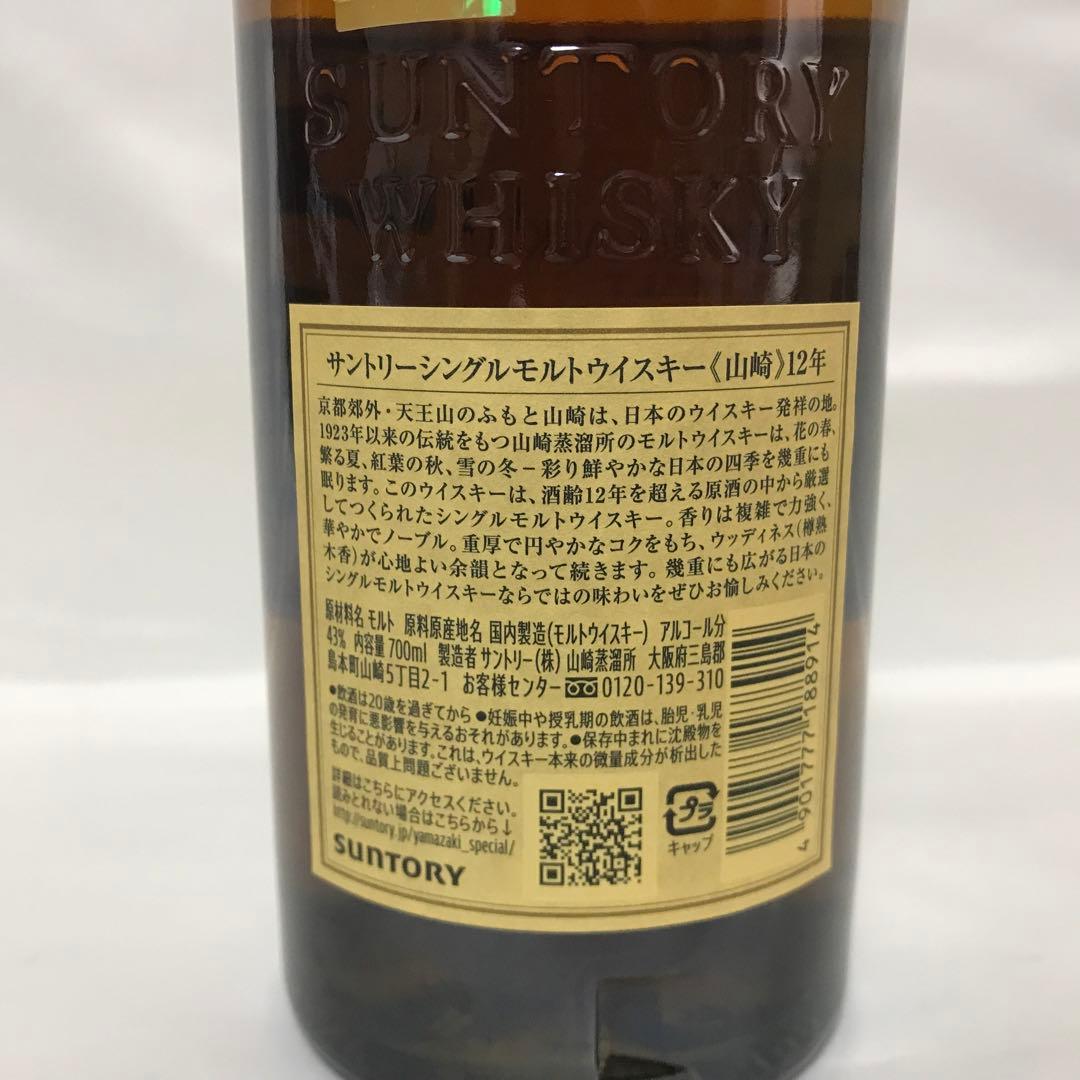 SUNTORY
WHISKY
サントリーシングルモルトウイスキー《山崎》12年
京都郊外・天王山のふもと山崎は、日本のウイスキー発祥の地。
1923年以来の伝統をもつ山崎蒸溜所のモルトウイスキーは、花の春、
繁る夏、紅葉の秋、雪の冬－彩り鮮やかな日本の四季を幾重にも
眠ります。このウイスキーは、酒齢12年を超える原酒の中から厳選
してつくられたシングルモルトウイスキー。香りは複雑で力強く、
華やかでノーブル。重厚で円やかなコクをもち、ウッディネス(樽熟
木香)が心地よい余韻となって続きます。幾重にも広がる日本の
シングルモルトウイスキーならではの味わいをぜひお愉しみください。
原材料名 モルト 原料原産地名 国内製造(モルトウイスキー) アルコール分
43% 内容量 700ml 製造者 サントリー(株) 山崎蒸溜所 大阪府三島郡
島本町山崎5丁目2-1 お客様センター 0120-139-310
●飲酒は20歳を過ぎてから ●妊娠中や授乳期の飲酒は、胎児・乳児
の発育に悪影響を与えるおそれがあります。●保存中まれに沈殿物を
生じることがあります。これは、ウイスキー本来の微量成分が析出した
もので、品質上問題ございません。
詳細はこちらにアクセスください。
読みとれない場合はこちらから↓
http://suntory.jp/yamazaki_special/
SUNTORY
プラ
キャップ
4901777188914